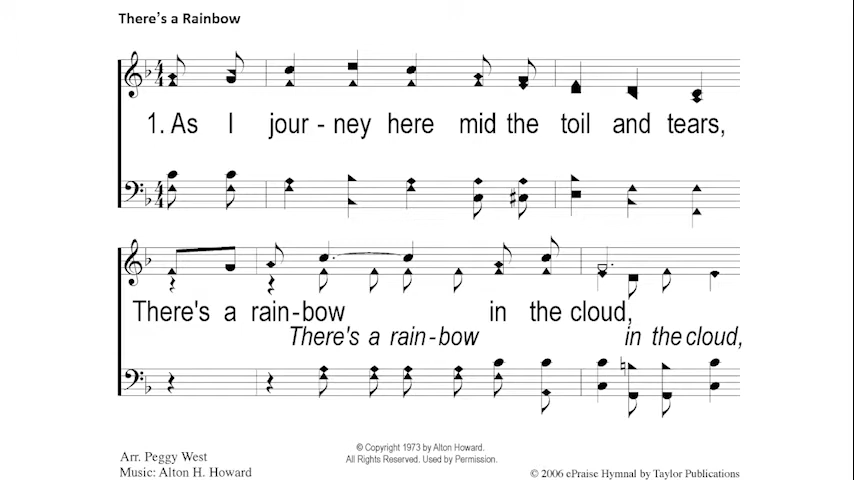 There's a Rainbow
1. As I jour - ney here mid the toil and tears,
There's a rain - bow in the cloud,
There's a rain - bow in the cloud,
Arr. Peggy West
Music: Alton H. Howard
© Copyright 1973 by Alton Howard.
All Rights Reserved. Used by Permission.
© 2006 ePraise Hymnal by Taylor Publications